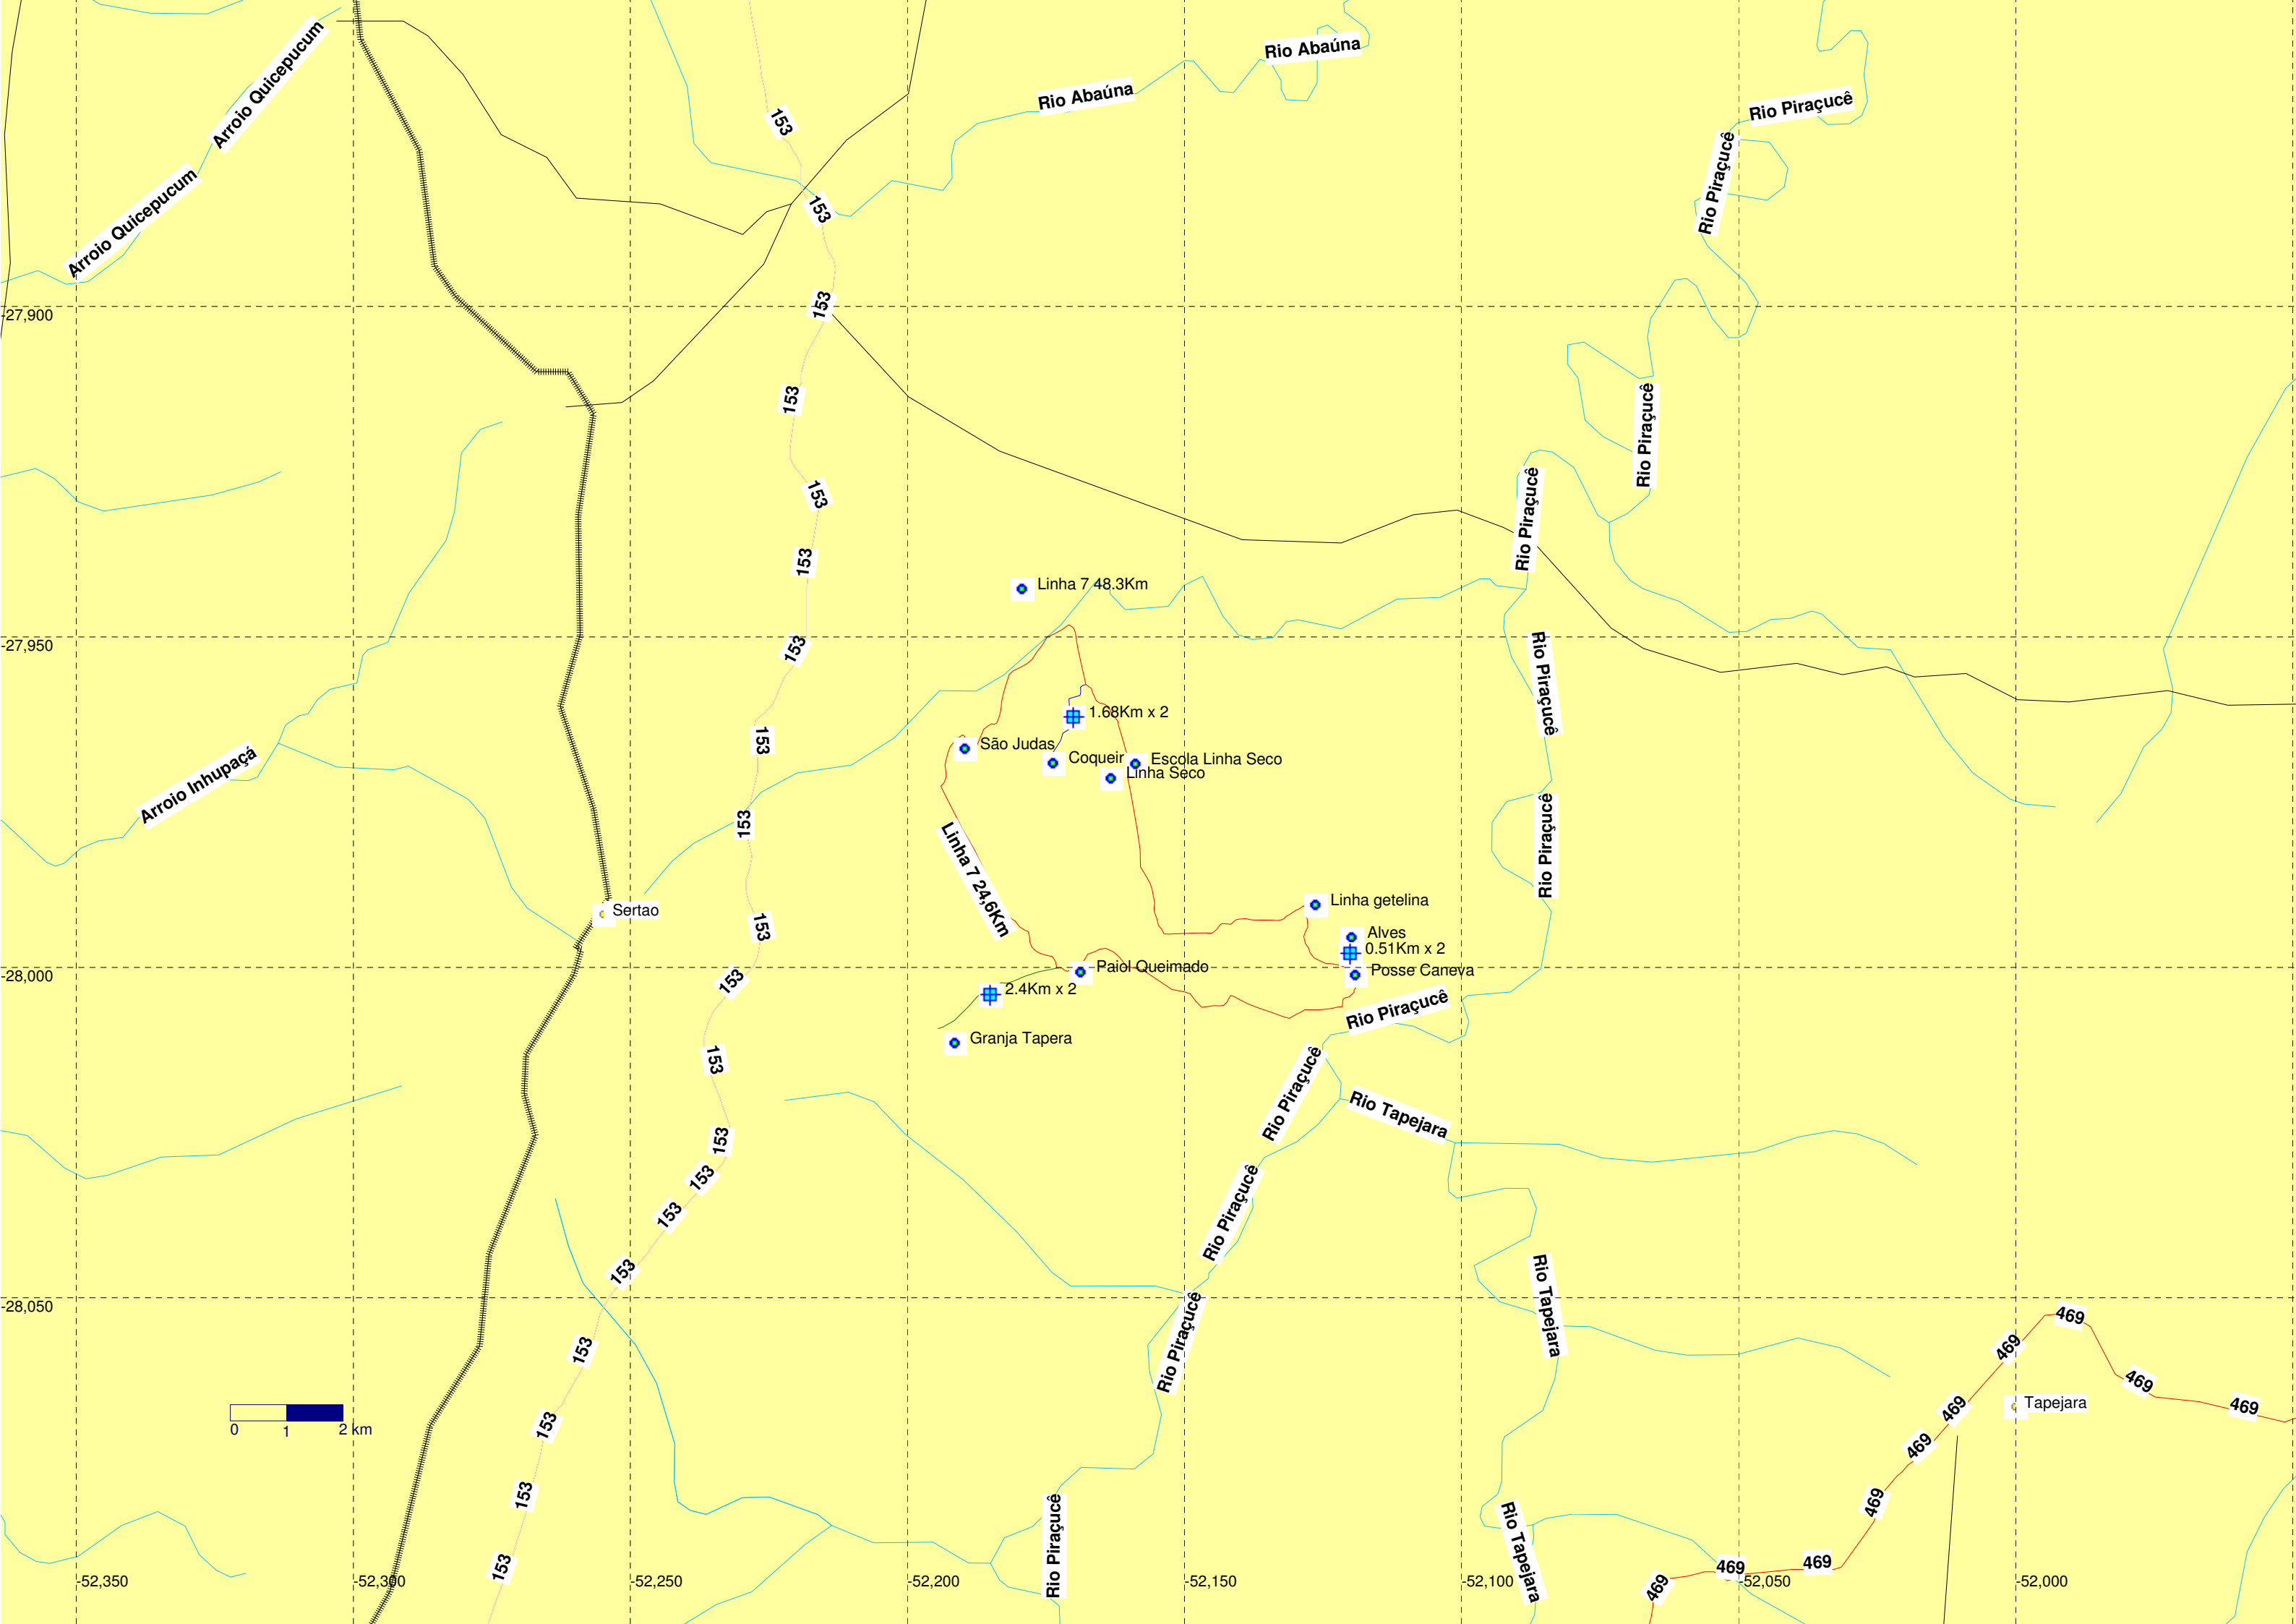 Arroio Quicepucum
Rio Abaúna
Rio Abaúna
Rio Piraçucê
153
Rio Piraçucê
Arroio Quicepucum
153
-27,900
153
153
Rio Piraçucê
153
Rio Piraçucê
153
Linha 7 48.3Km
-27,950
153
Rio Piraçucê
1.68Km x 2
153
São Judas
Coqueir
Escola Linha Seco
Linha Seco
Arroio Inhupaçá
153
Rio Piraçucê
Linha 7 24,6Km
Linha getelina
Sertao
153
Alves
0.51Km x 2
-28,000
Paiol Queimado
Posse Caneva
153
2.4Km x 2
Rio Piraçucê
Granja Tapera
153
Rio Piraçucê
Rio Tapejara
153
153
Rio Piraçucê
153
153
-28,050
Rio Tapejara
469
Rio Piraçucê
469
153
469
469
Tapejara
469
0 1 2 km
153
469
153
469
Rio Piraçucê
Rio Tapejara
153
469
469
469
-52,350
-52,300
-52,250
-52,200
-52,150
-52,100
-52,050
-52,000